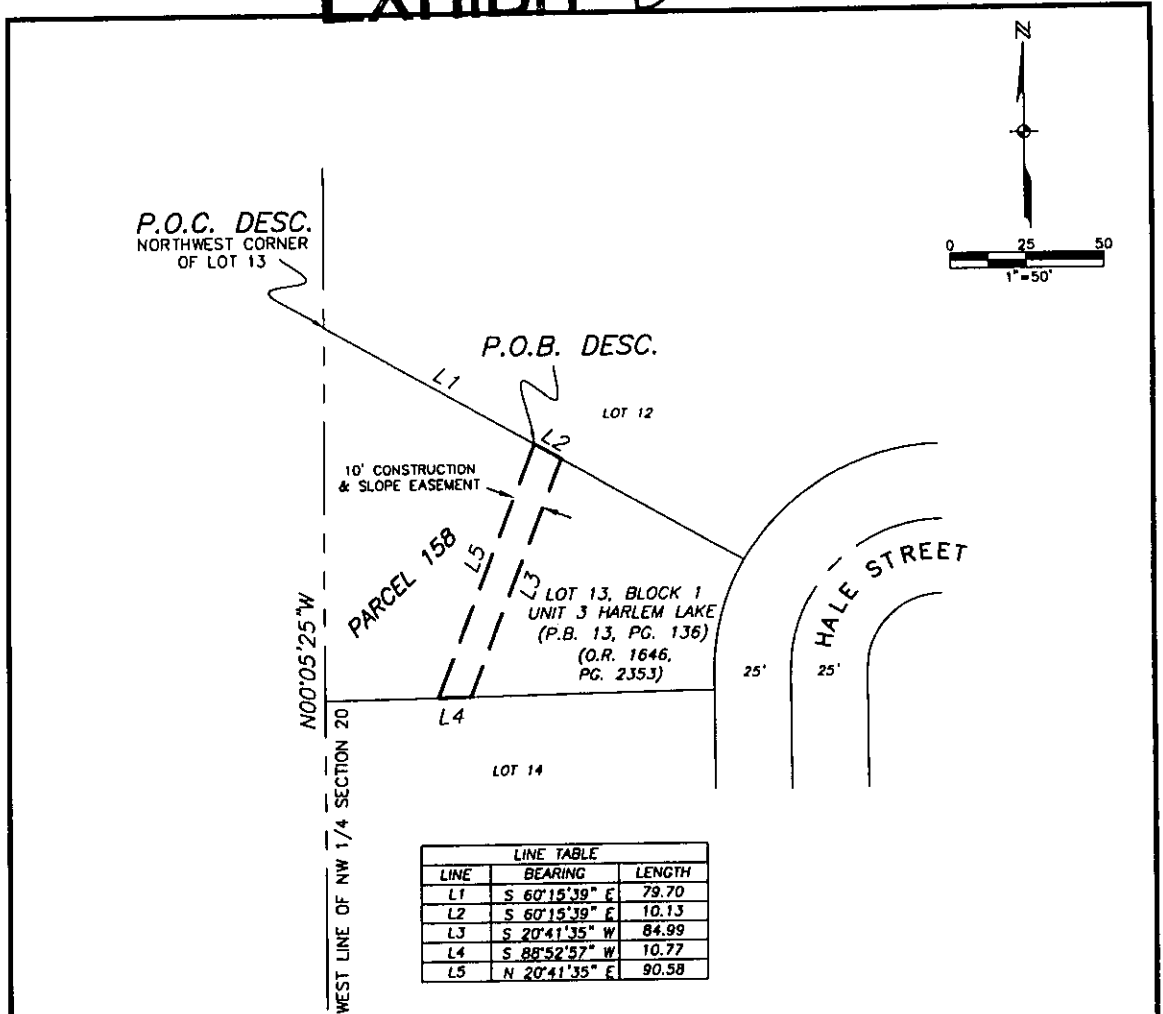 N
0 25 50
1"=50'
P.O.C. DESC.
NORTHWEST CORNER
OF LOT 13
P.O.B. DESC.
L1
L2
LOT 12
10' CONSTRUCTION
& SLOPE EASEMENT
PARCEL 158
L5
L3
LOT 13, BLOCK 1
UNIT 3 HARLEM LAKE
(P.B. 13, PG. 136)
(O.R. 1646,
PG. 2353)
HALE STREET
25' 25'
N00°05'25"W
WEST LINE OF NW 1/4 SECTION 20
L4
LOT 14
LINE TABLE
LINE BEARING LENGTH
L1 S 60°15'39" E 79.70
L2 S 60°15'39" E 10.13
L3 S 20°41'35" W 84.99
L4 S 88°52'57" W 10.77
L5 N 20°41'35" E 90.58